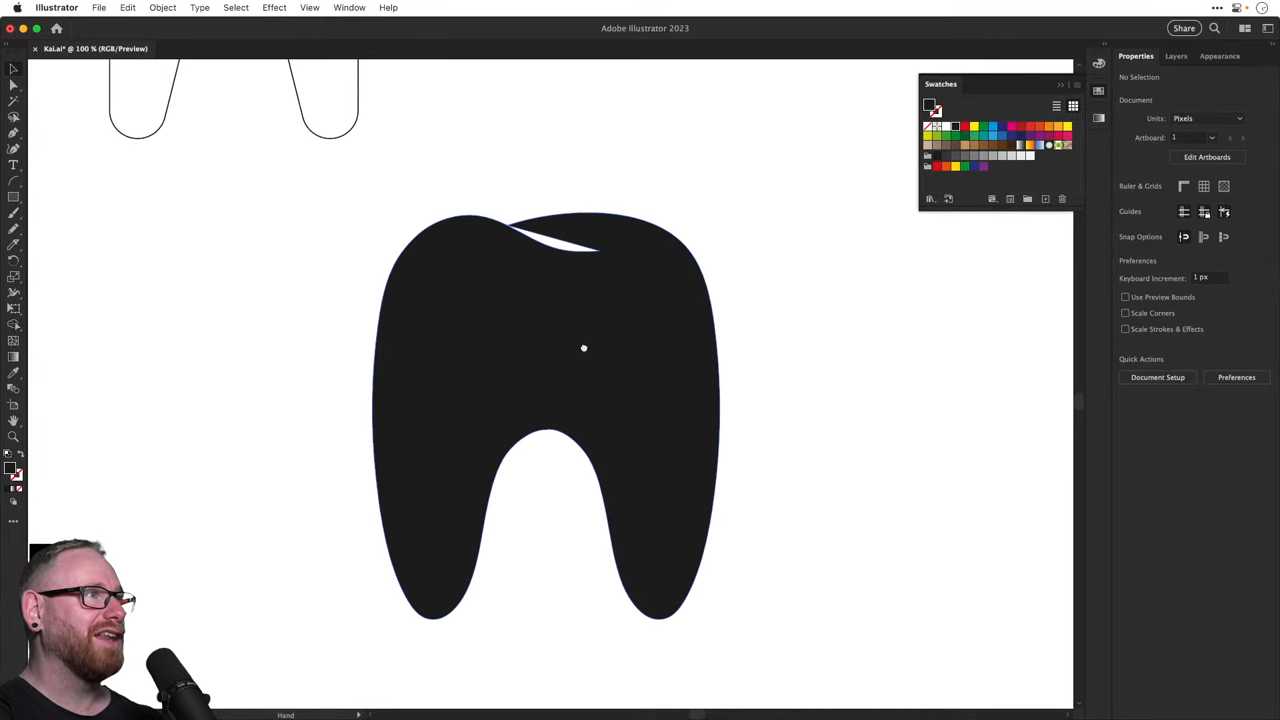 Illustrator File Edit Object Type Select Effect View Window Help
Adobe Illustrator 2023
Share
× Kai.ai* @ 100 % (RGB/Preview)
Swatches
Properties Layers Appearance
No Selection
Document
Units: Pixels
Artboard: 1
Edit Artboards
Ruler & Grids
Guides
Snap Options
Preferences
Keyboard Increment: 1 px
Use Preview Bounds
Scale Corners
Scale Strokes & Effects
Quick Actions
Document Setup Preferences
Hand